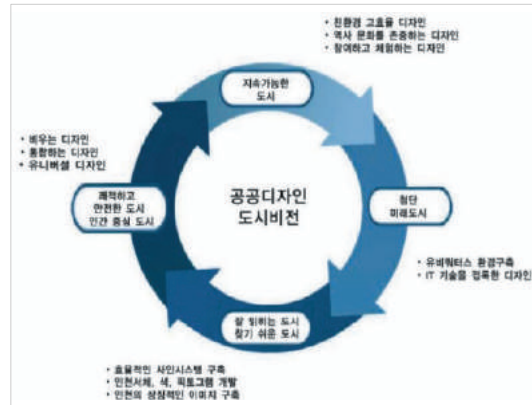 • 친환경 고효율 디자인
• 역사 문화를 존중하는 디자인
• 참여하고 체험하는 디자인
지속가능한
도시
• 비우는 디자인
• 통합하는 디자인
• 유니버설 디자인
쾌적하고
안전한 도시
인간 중심 도시
공공디자인
도시비전
첨단
미래도시
• 유비쿼터스 환경구축
• IT 기술을 접목한 디자인
잘 읽히는 도시
찾기 쉬운 도시
• 효율적인 사인시스템 구축
• 인천서체, 색, 픽토그램 개발
• 인천의 상징적인 이미지 구축